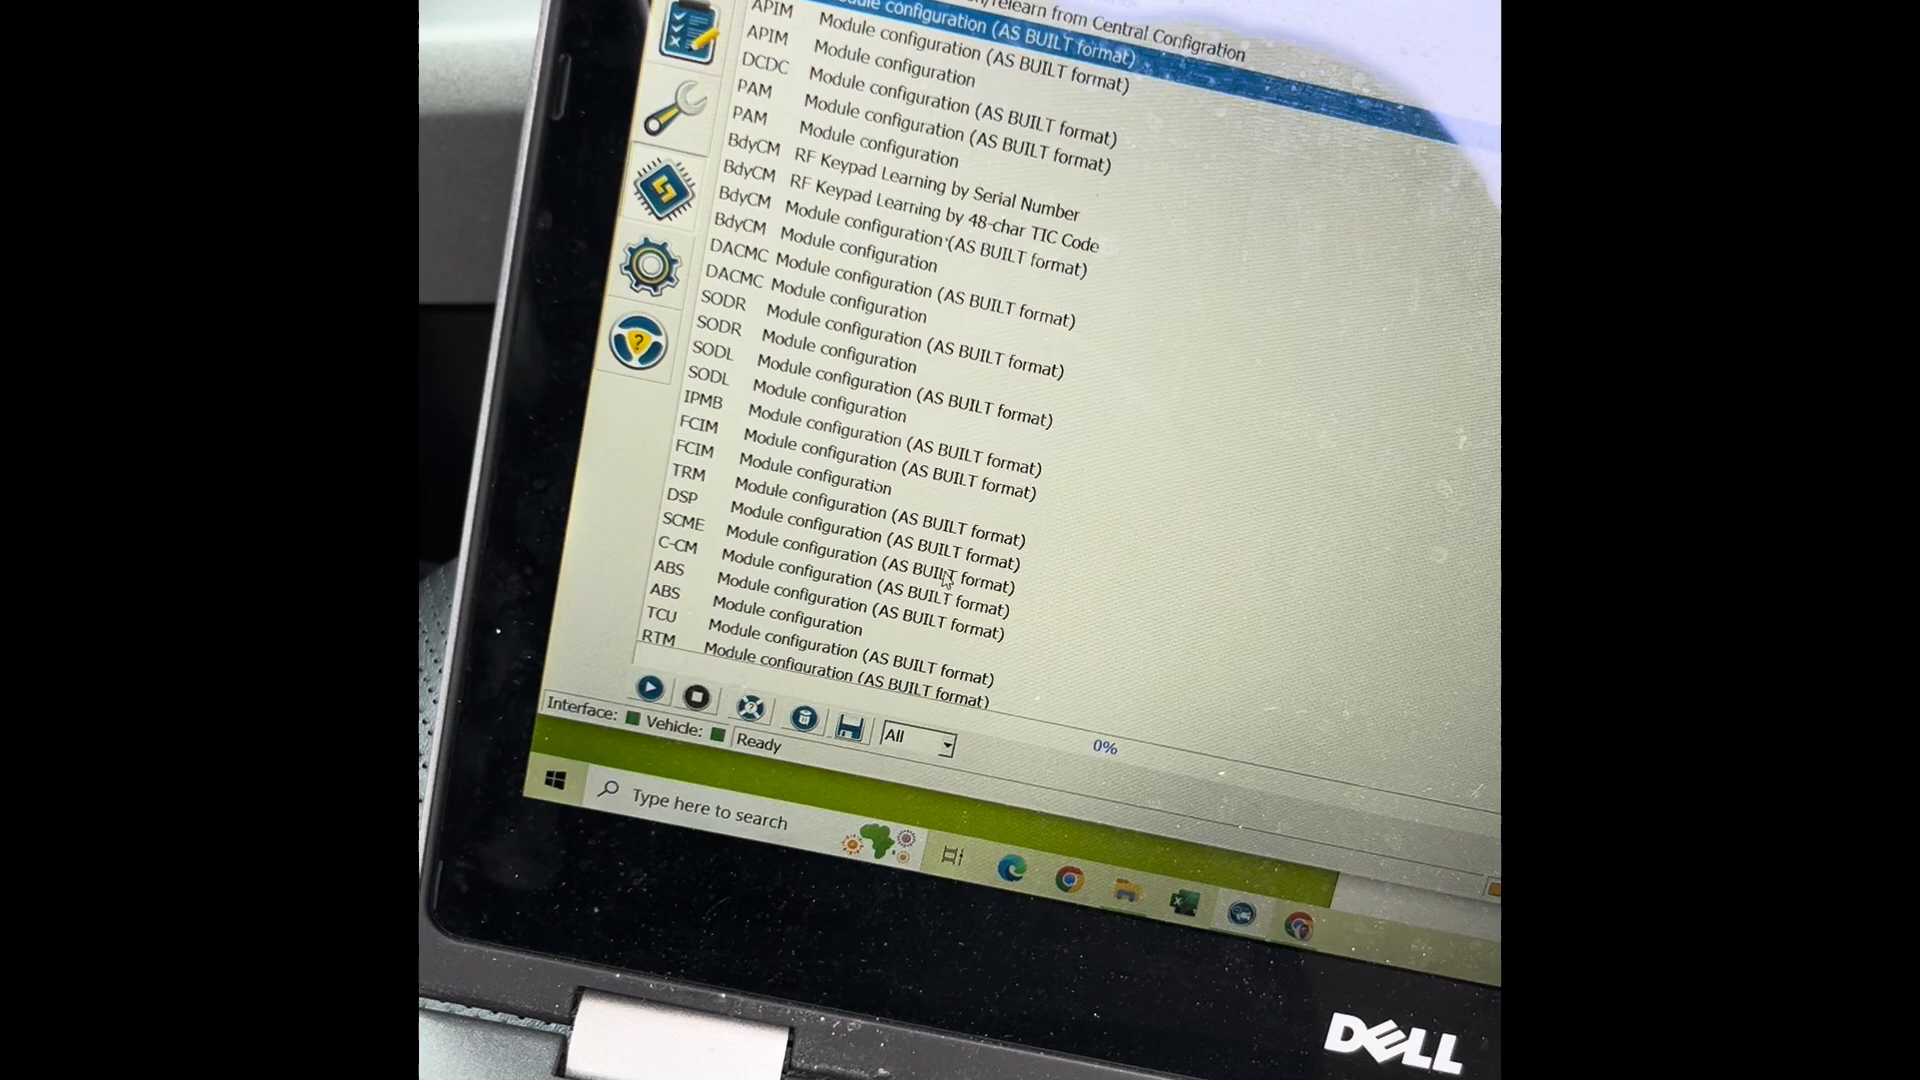 relearn from Central Configration
configuration (AS BUILT format)
APIM Module configuration (AS BUILT format)
APIM Module configuration
DCDC Module configuration (AS BUILT format)
PAM Module configuration (AS BUILT format)
PAM Module configuration
BdyCM RF Keypad Learning by Serial Number
BdyCM RF Keypad Learning by 48-char TIC Code
BdyCM Module configuration (AS BUILT format)
BdyCM Module configuration
DACMC Module configuration (AS BUILT format)
DACMC Module configuration
SODR Module configuration (AS BUILT format)
SODR Module configuration
SODL Module configuration (AS BUILT format)
SODL Module configuration
IPMB Module configuration (AS BUILT format)
FCIM Module configuration (AS BUILT format)
FCIM Module configuration
TRM Module configuration (AS BUILT format)
DSP Module configuration (AS BUILT format)
SCME Module configuration (AS BUILT format)
C-CM Module configuration (AS BUILT format)
ABS Module configuration (AS BUILT format)
ABS Module configuration
TCU Module configuration (AS BUILT format)
RTM Module configuration (AS BUILT format)
All
0%
Interface: Vehicle: Ready
Type here to search
DELL